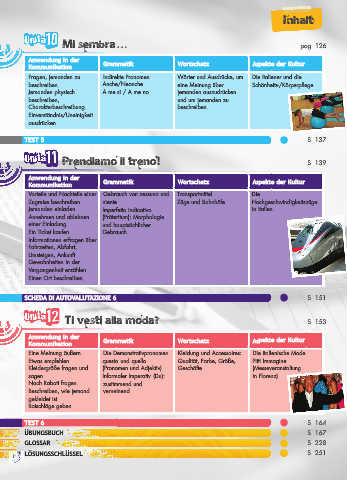 Inhalt
Unità 10 Mi sembra... pag 126
Anwendung in der Kommunikation
Grammatik
Wortschatz
Aspekte der Kultur
Fragen, jemanden zu
beschreiben
Jemanden physisch
beschreiben,
Charakterbeschreibung
Einverständnis/Uneinigkeit
ausdrücken
Indirekte Pronomen
Anche/Neanche
A me sì / A me no
Wörter und Ausdrücke, um
eine Meinung über
jemanden auszudrücken
und um jemanden zu
beschreiben
Die Italiener und die
Schönheits-/Körperpflege
TEST 5 S 137
Unità 11 Prendiamo il treno! S 139
Anwendung in der Kommunikation
Grammatik
Wortschatz
Aspekte der Kultur
Vorteile und Nachteile einer
Zugreise beschreiben
Jemanden einladen
Annehmen und ablehnen
einer Einladung
Ein Ticket kaufen
Informationen erfragen über
Fahrzeiten, Abfahrt,
Umsteigen, Ankunft
Gewohnheiten in der
Vergangenheit erzählen
Einen Ort beschreiben
Gebrauch von nessuno und
niente
Imperfetto Indicativo
(Präteritum): Morphologie
und hauptsächlicher
Gebrauch
Transportmittel
Züge und Bahnhöfe
Die
Hochgeschwindigkeitszüge
in Italien
SCHEDA DI AUTOVALUTAZIONE 6 S 151
Unità 12 Ti vesti alla moda? S 153
Anwendung in der Kommunikation
Grammatik
Wortschatz
Aspekte der Kultur
Eine Meinung äußern
Etwas empfehlen
Kleidergröße fragen und
sagen
Nach Rabatt fragen
Beschreiben, wie jemand
gekleidet ist
Ratschläge geben
Die Demonstrativpronomen
questo und quello
(Pronomen und Adjektiv)
Informaler Imperativ (Du):
zustimmend und
verneinend
Kleidung und Accessoires:
Qualität, Farbe, Größe,
Geschäfte
Die italienische Mode
Pitti Immagine
(Messeveranstaltung
in Florenz)
TEST 6 S 164
ÜBUNGSBUCH S 167
GLOSSAR S 228
LÖSUNGSSCHLÜSSEL S 251